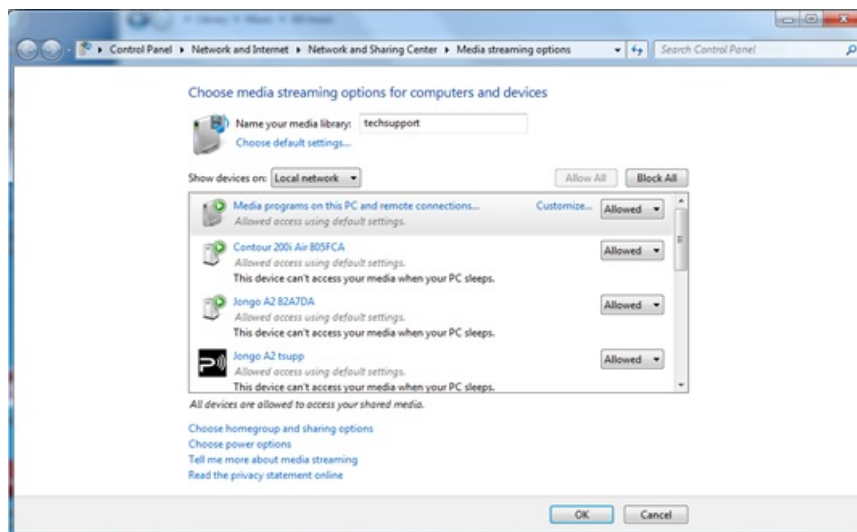 Control Panel Network and Internet Network and Sharing Center Media streaming options Search Control Panel
Choose media streaming options for computers and devices
Name your media library: techsupport
Choose default settings...
Show devices on: Local network Allow All Block All
Media programs on this PC and remote connections... Customize... Allowed
Allowed access using default settings.
Contour 200i Air 805FCA Allowed
Allowed access using default settings.
This device can't access your media when your PC sleeps.
Jongo A2 82A7DA Allowed
Allowed access using default settings.
This device can't access your media when your PC sleeps.
Jongo A2 tsupp Allowed
Allowed access using default settings.
This device can't access your media when your PC sleeps.
All devices are allowed to access your shared media.
Choose homegroup and sharing options
Choose power options
Tell me more about media streaming
Read the privacy statement online
OK Cancel